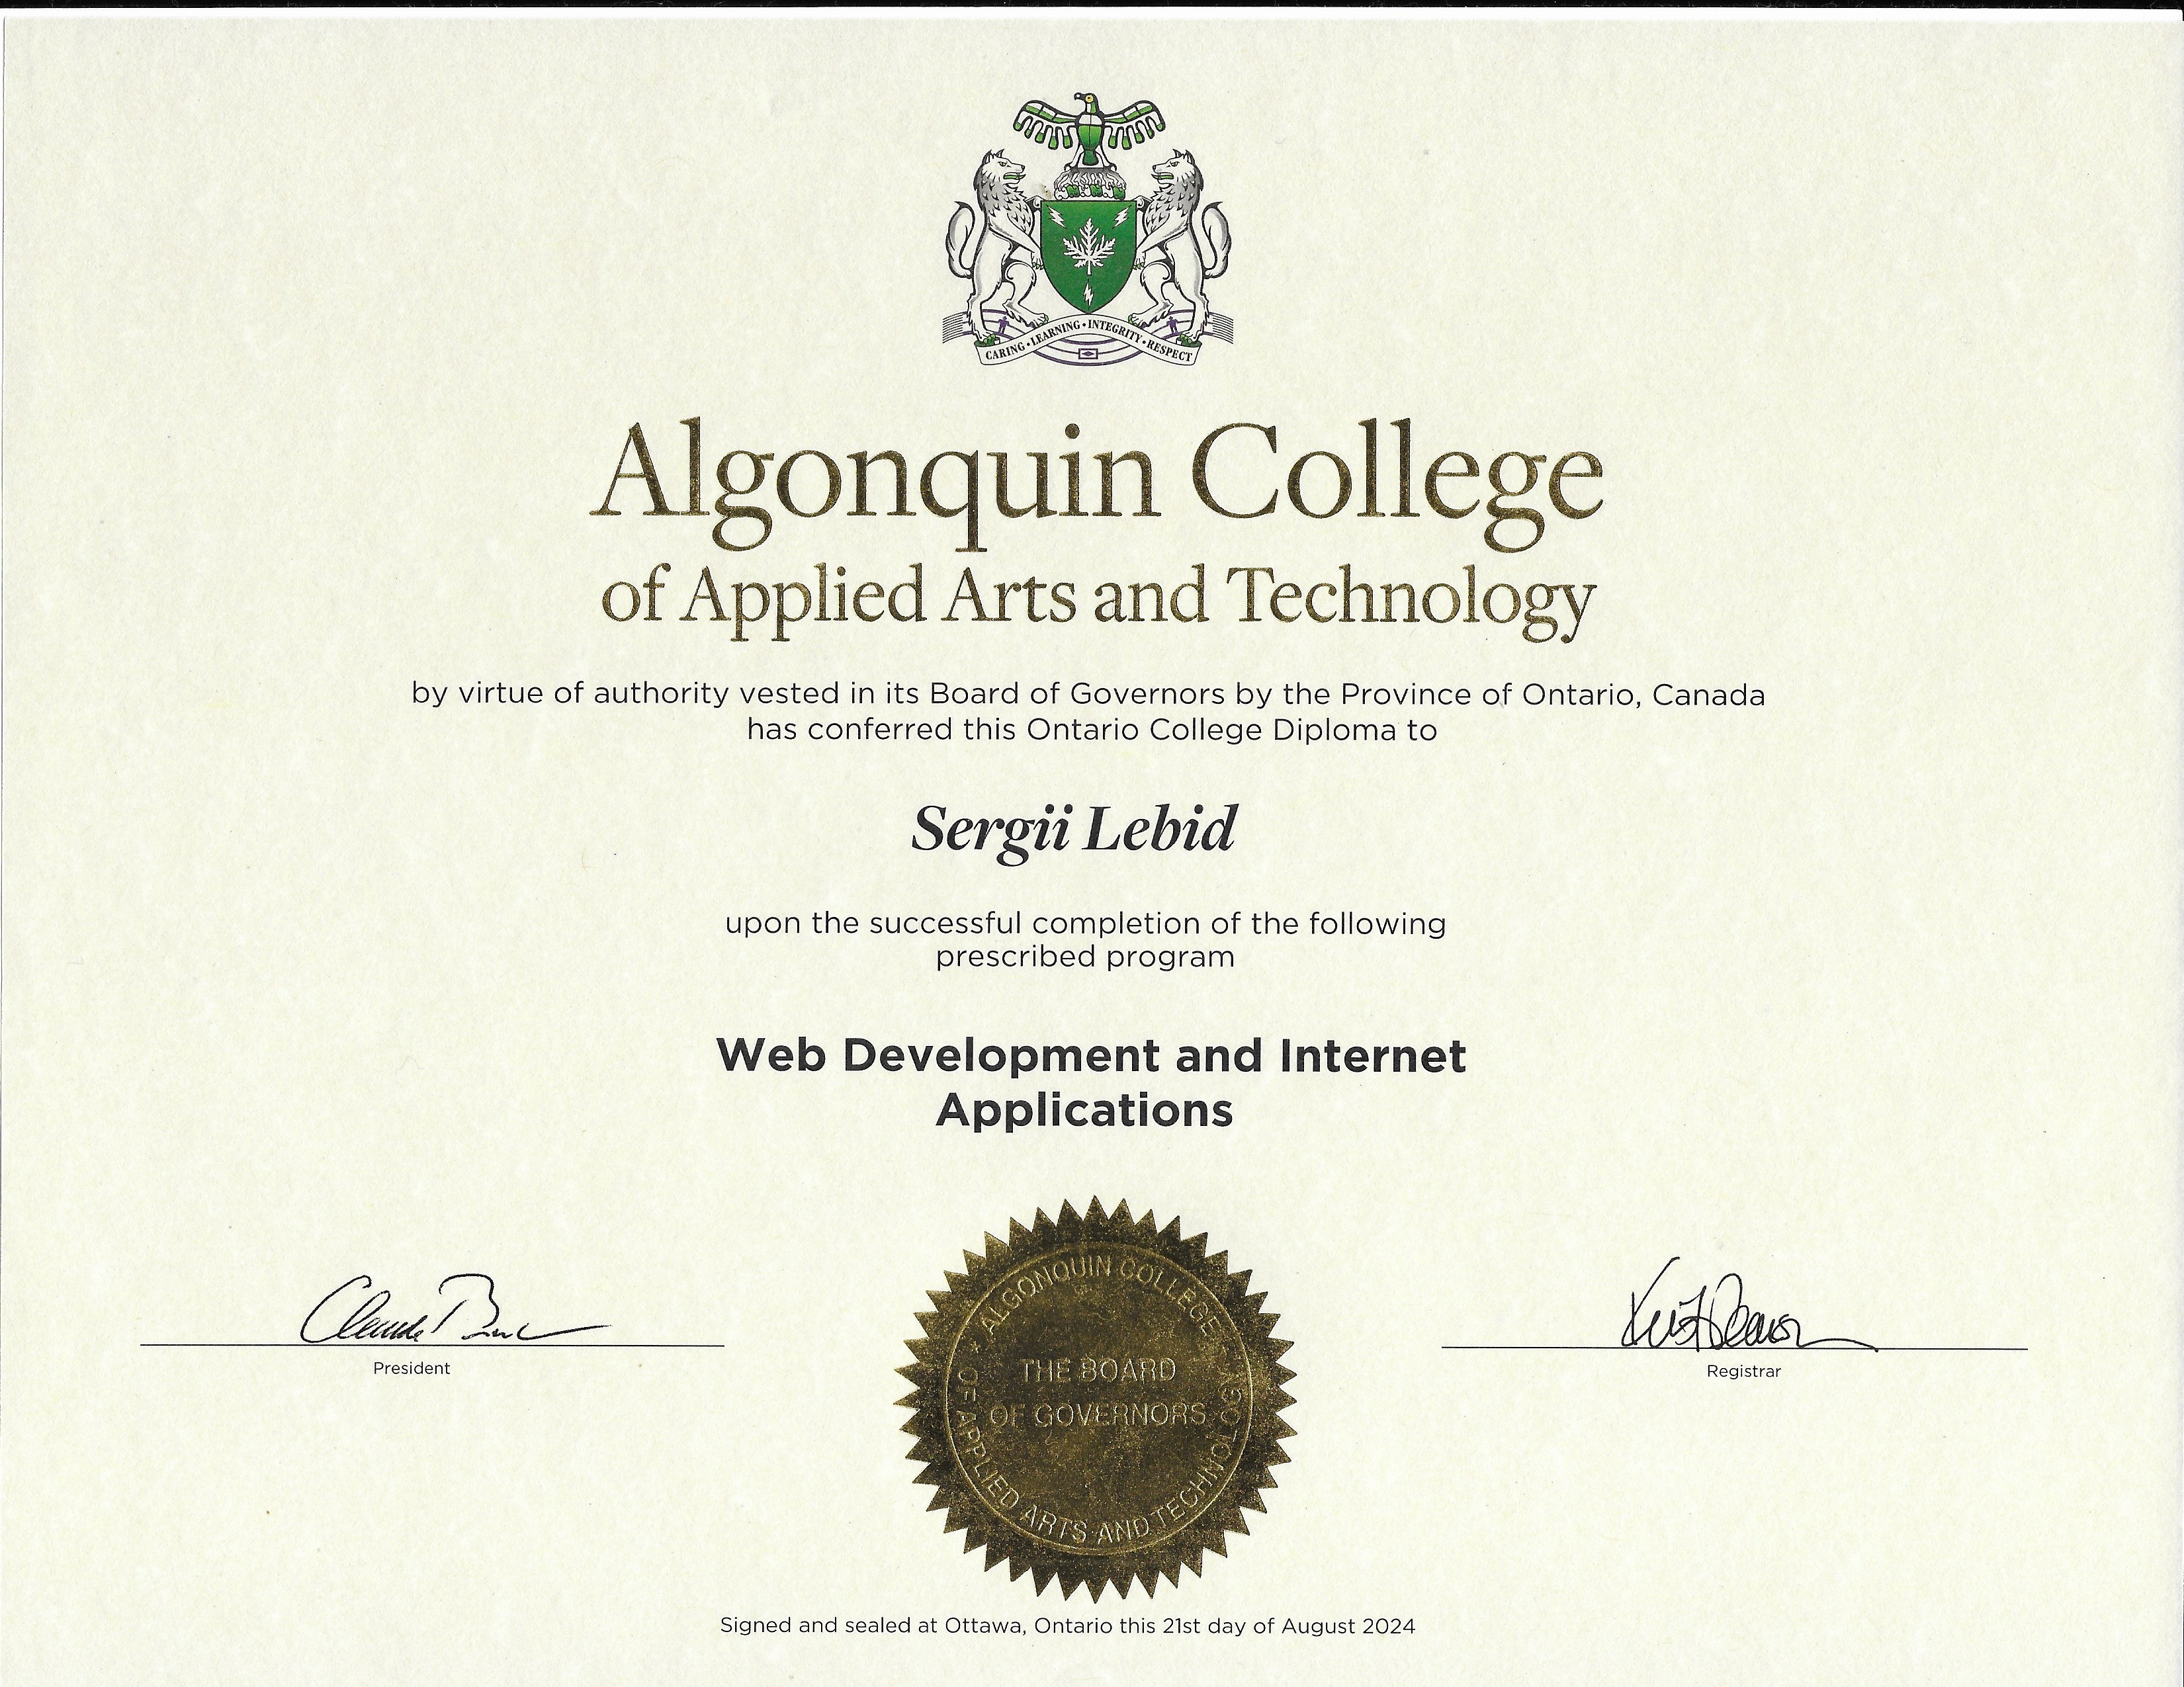 CARING • LEARNING • INTEGRITY • RESPECT
Algonquin College
of Applied Arts and Technology
by virtue of authority vested in its Board of Governors by the Province of Ontario, Canada
has conferred this Ontario College Diploma to
Sergii Lebid
upon the successful completion of the following
prescribed program
Web Development and Internet
Applications
President
ALGONQUIN COLLEGE
THE BOARD
OF GOVERNORS
★ OF APPLIED ARTS AND TECHNOLOGY
Registrar
Signed and sealed at Ottawa, Ontario this 21st day of August 2024